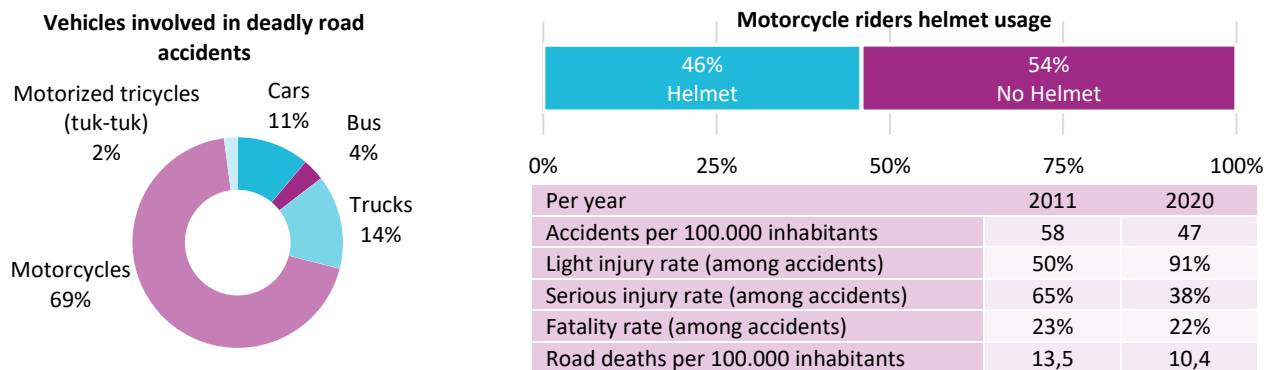 Vehicles involved in deadly road
accidents
Motorized tricycles
(tuk-tuk)
2%
Cars
11%
Bus
4%
Trucks
14%
Motorcycles
69%
Motorcycle riders helmet usage
46%
Helmet
54%
No Helmet
0% 25% 50% 75% 100%
Per year 2011 2020
Accidents per 100.000 inhabitants 58 47
Light injury rate (among accidents) 50% 91%
Serious injury rate (among accidents) 65% 38%
Fatality rate (among accidents) 23% 22%
Road deaths per 100.000 inhabitants 13,5 10,4